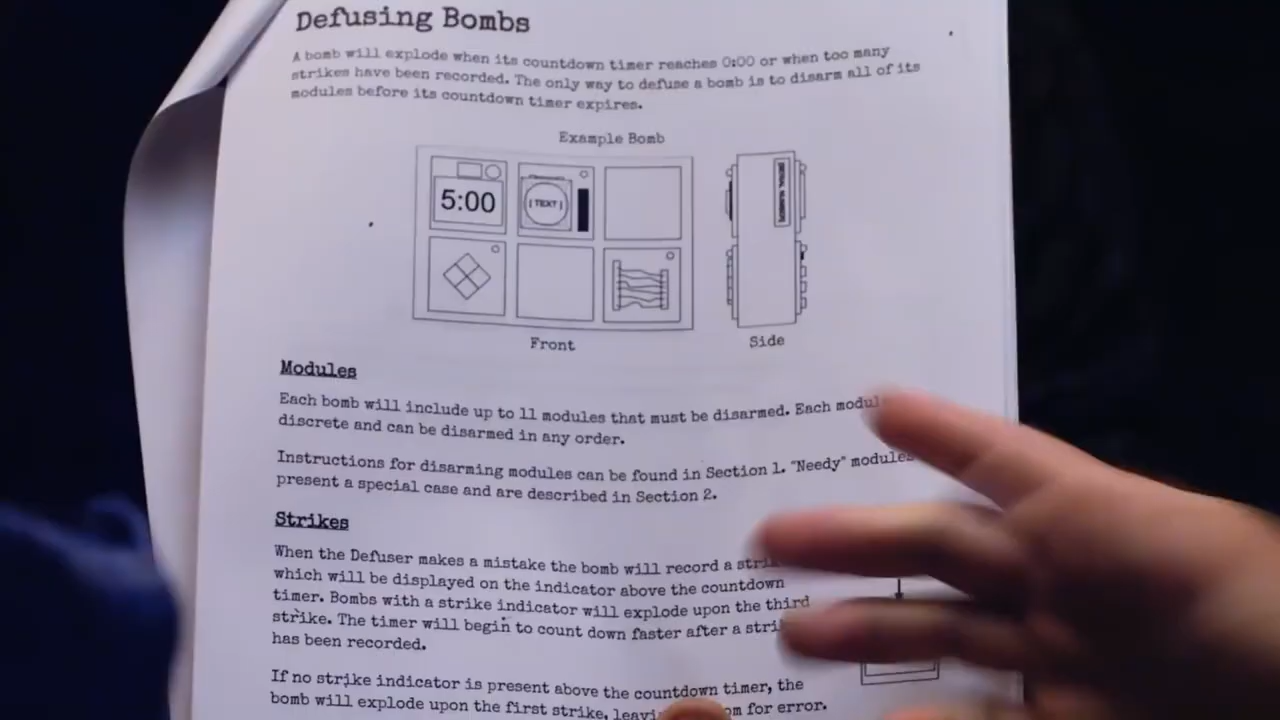 Defusing Bombs
A bomb will explode when its countdown timer reaches 0:00 or when too many
strikes have been recorded. The only way to defuse a bomb is to disarm all of its
modules before its countdown timer expires.
Example Bomb
5:00
[TEXT]
SERIAL NUMBER
Front
Side
Modules
Each bomb will include up to 11 modules that must be disarmed. Each
discrete and can be disarmed in any order.
Instructions for disarming modules can be found in Section 1. "Needy" modules
present a special case and are described in Section 2.
Strikes
When the Defuser makes a mistake the bomb will record a
which will be displayed on the indicator above the countdown
timer. Bombs with a strike indicator will explode upon the third
strike. The timer will begin to count down faster after a
has been recorded.
If no strike indicator is present above the countdown timer, the
bomb will explode upon the first strike, for error.